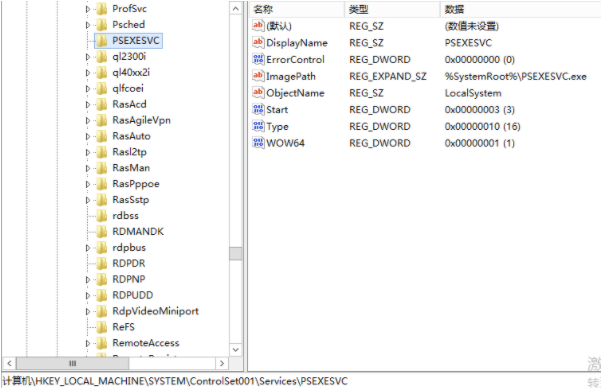 ProfSvc
Psched
PSEXESVC
ql2300i
ql40xx2i
qlfcoei
RasAcd
RasAgileVpn
RasAuto
Rasl2tp
RasMan
RasPppoe
RasSstp
rdbss
RDMANDK
rdpbus
RDPDR
RDPNP
RDPUDD
RdpVideoMiniport
ReFS
RemoteAccess
名称 类型 数据
(默认) REG_SZ (数值未设置)
DisplayName REG_SZ PSEXESVC
ErrorControl REG_DWORD 0x00000000 (0)
ImagePath REG_EXPAND_SZ %SystemRoot%\PSEXESVC.exe
ObjectName REG_SZ LocalSystem
Start REG_DWORD 0x00000003 (3)
Type REG_DWORD 0x00000010 (16)
WOW64 REG_DWORD 0x00000001 (1)
激
转
计算机\HKEY_LOCAL_MACHINE\SYSTEM\ControlSet001\Services\PSEXESVC